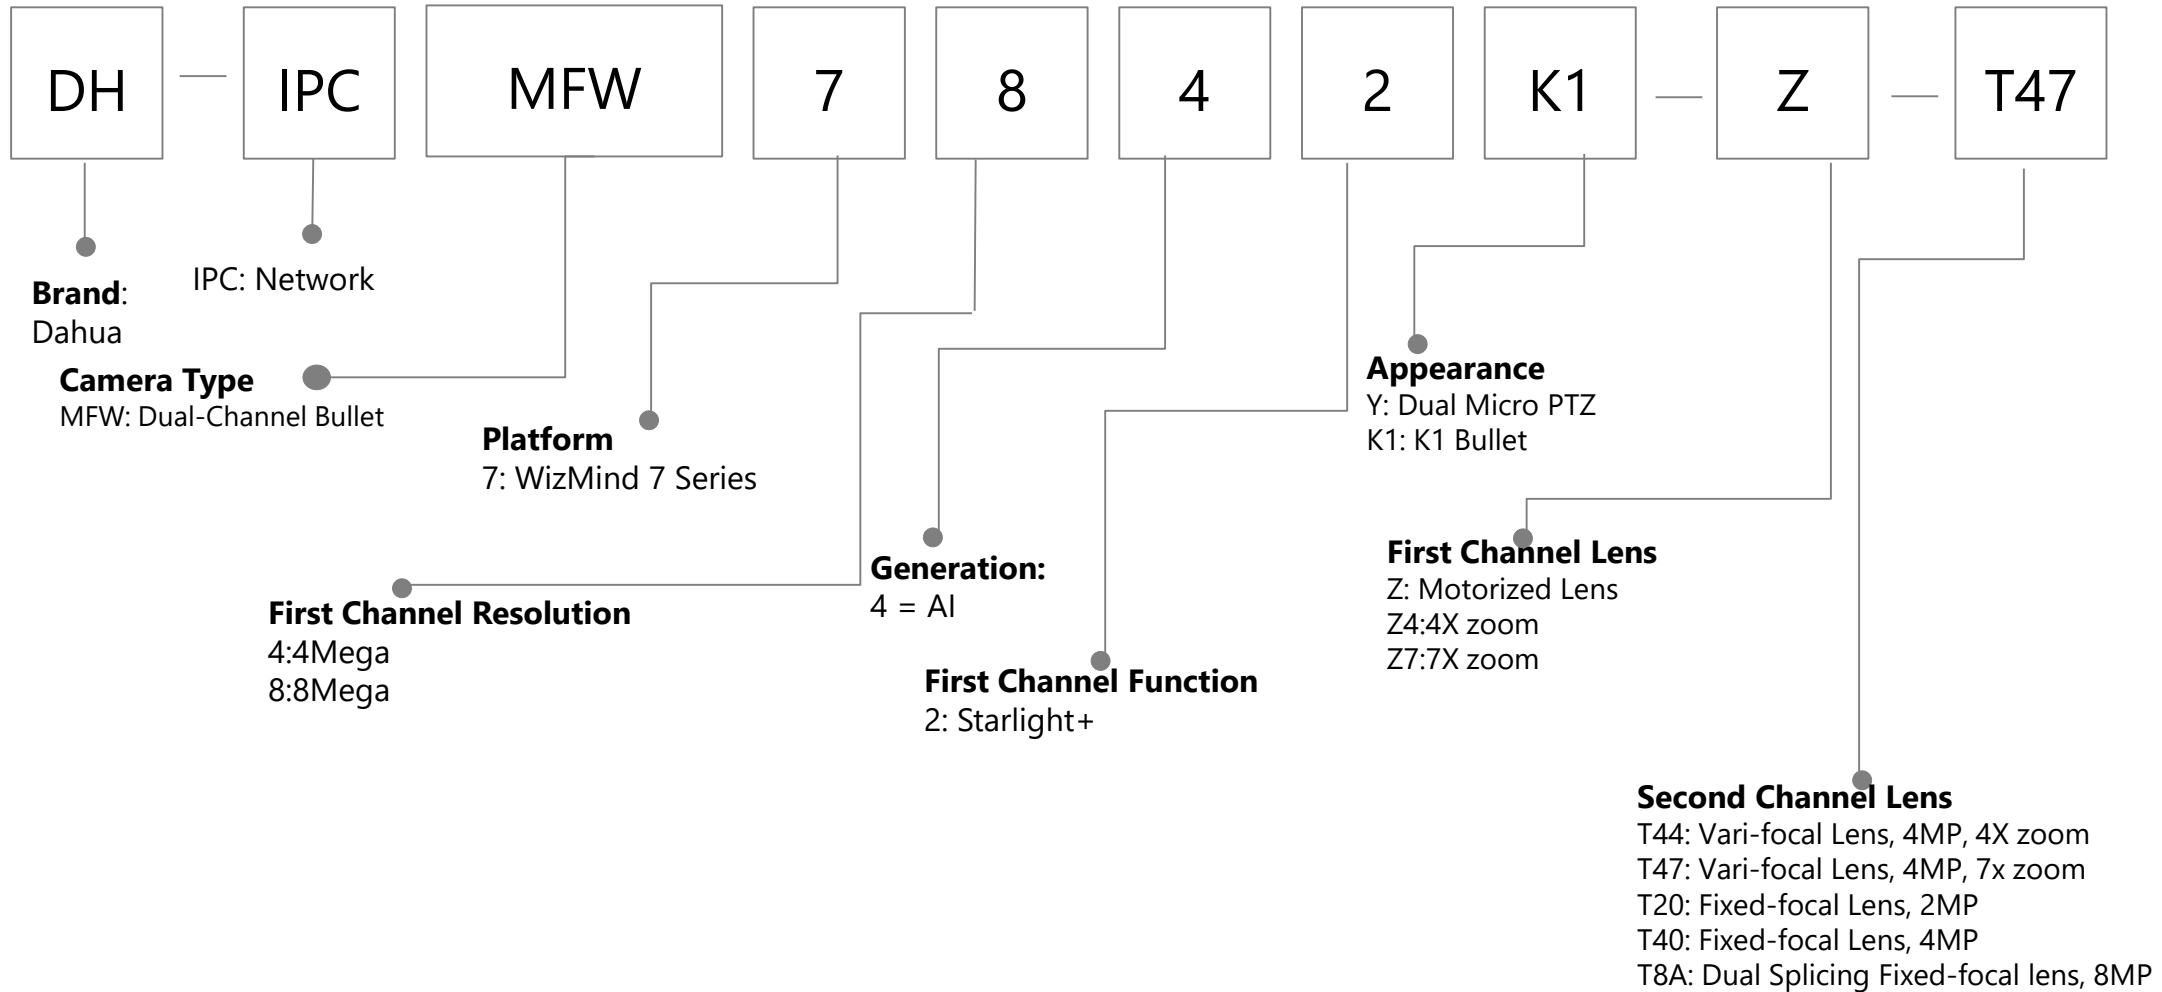 DH — IPC MFW 7 8 4 2 K1 — Z — T47
Brand:
Dahua
IPC: Network
Camera Type
MFW: Dual-Channel Bullet
Platform
7: WizMind 7 Series
First Channel Resolution
4:4Mega
8:8Mega
Generation:
4 = AI
First Channel Function
2: Starlight+
Appearance
Y: Dual Micro PTZ
K1: K1 Bullet
First Channel Lens
Z: Motorized Lens
Z4:4X zoom
Z7:7X zoom
Second Channel Lens
T44: Vari-focal Lens, 4MP, 4X zoom
T47: Vari-focal Lens, 4MP, 7x zoom
T20: Fixed-focal Lens, 2MP
T40: Fixed-focal Lens, 4MP
T8A: Dual Splicing Fixed-focal lens, 8MP